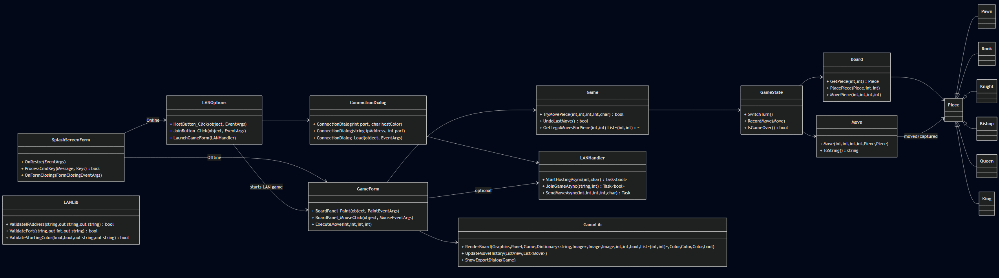 SplashScreenForm
+ OnResize(EventArgs)
+ ProcessCmdKey(Message, Keys) : bool
+ OnFormClosing(FormClosingEventArgs)
LANLib
+ ValidateIPAddress(string,out string,out string) : bool
+ ValidatePort(string,out int,out string) : bool
+ ValidateStartingColor(bool,bool,out string,out string) : bool
Online
Offline
starts LAN game
LANOptions
+ HostButton_Click(object, EventArgs)
+ JoinButton_Click(object, EventArgs)
+ LaunchGameForm(LANHandler)
ConnectionDialog
+ ConnectionDialog(int port, char hostColor)
+ ConnectionDialog(string ipAddress, int port)
+ ConnectionDialog_Load(object, EventArgs)
GameForm
+ BoardPanel_Paint(object, PaintEventArgs)
+ BoardPanel_MouseClick(object, MouseEventArgs)
+ ExecuteMove(int,int,int,int)
optional
Game
+ TryMovePiece(int,int,int,int,char) : bool
+ UndoLastMove() : bool
+ GetLegalMovesForPiece(int,int) List~(int,int) : ~
LANHandler
+ StartHostingAsync(int,char) : Task<bool>
+ JoinGameAsync(string,int) : Task<bool>
+ SendMoveAsync(int,int,int,int,char) : Task
GameLib
+ RenderBoard(Graphics,Panel,Game,Dictionary<string,Image>,Image,Image,int,int,bool,List~(int,int)~,Color,Color,Color,bool)
+ UpdateMoveHistory(ListView,List<Move>)
+ ShowExportDialog(Game)
GameState
+ SwitchTurn()
+ RecordMove(Move)
+ IsGameOver() : bool
Board
+ GetPiece(int,int) : Piece
+ PlacePiece(Piece,int,int)
+ MovePiece(int,int,int,int)
Move
+ Move(int,int,int,int,Piece,Piece)
+ ToString() : string
moved/captured
Piece
Pawn
Rook
Knight
Bishop
Queen
King